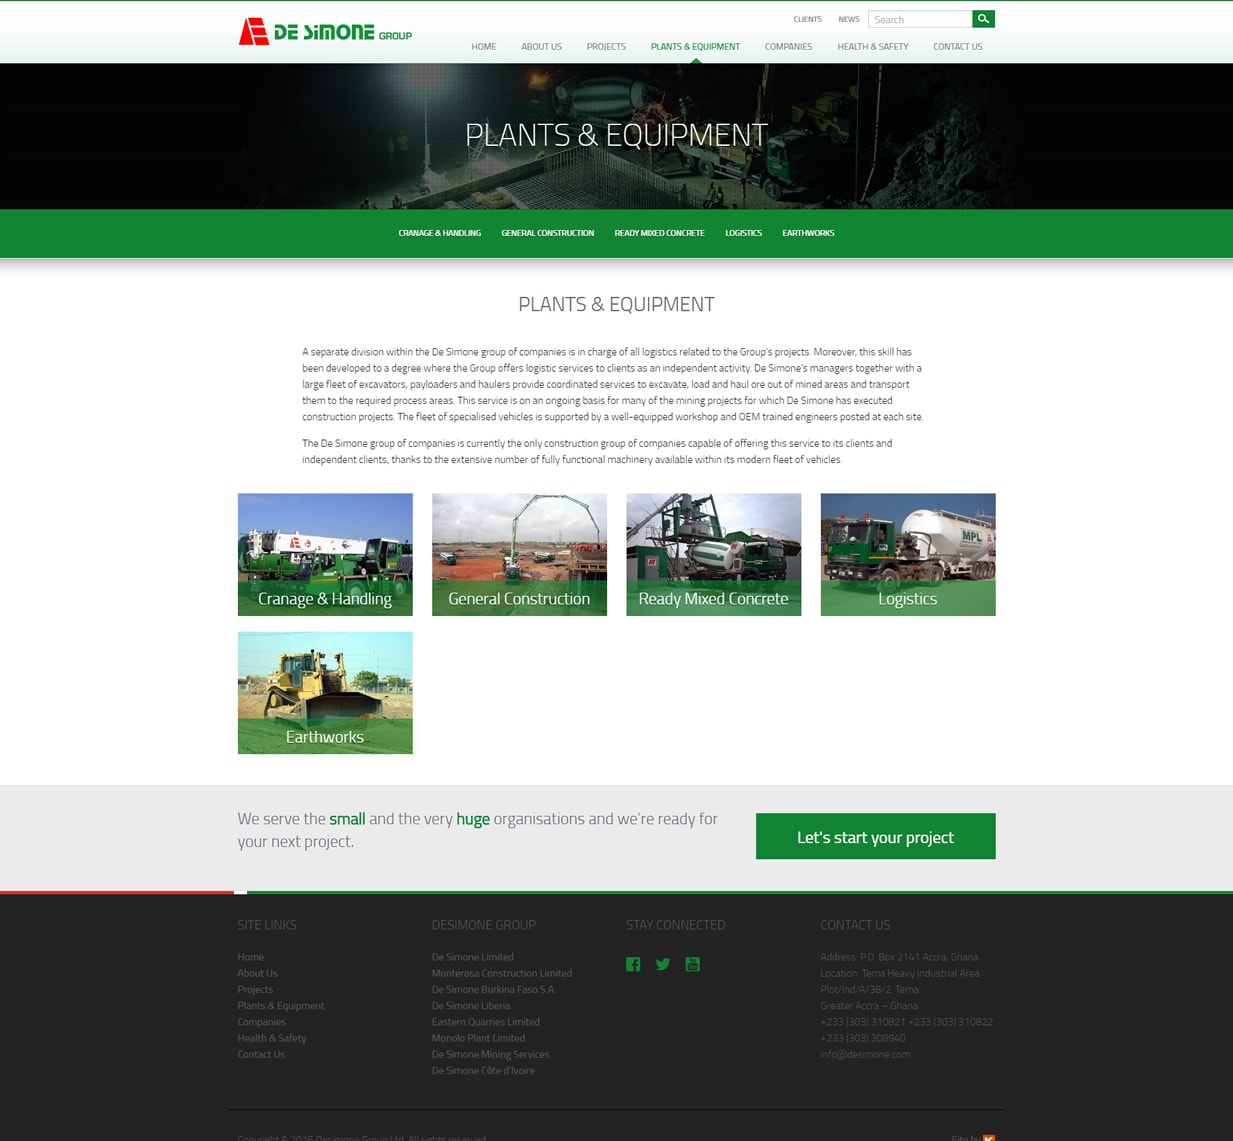 CLIENTS NEWS Search
DE SIMONE GROUP
HOME ABOUT US PROJECTS PLANTS & EQUIPMENT COMPANIES HEALTH & SAFETY CONTACT US
PLANTS & EQUIPMENT
CRANAGE & HANDLING GENERAL CONSTRUCTION READY MIXED CONCRETE LOGISTICS EARTHWORKS
PLANTS & EQUIPMENT
A separate division within the De Simone group of companies is in charge of all logistics related to the Group's projects. Moreover, this skill has
been developed to a degree where the Group offers logistic services to clients as an independent activity. De Simone's managers together with a
large fleet of excavators, payloaders and haulers provide coordinated services to excavate, load and haul ore out of mined areas and transport
them to the required process areas. This service is on an ongoing basis for many of the mining projects for which De Simone has executed
construction projects. The fleet of specialised vehicles is supported by a well-equipped workshop and OEM trained engineers posted at each site.
The De Simone group of companies is currently the only construction group of companies capable of offering this service to its clients and
independent clients, thanks to the extensive number of fully functional machinery available within its modern fleet of vehicles.
MPL
Cranage & Handling General Construction Ready Mixed Concrete Logistics
Earthworks
We serve the small and the very huge organisations and we're ready for
your next project.
Let's start your project
SITE LINKS
Home
About Us
Projects
Plants & Equipment
Companies
Health & Safety
Contact Us
DESIMONE GROUP
De Simone Limited
Monterosa Construction Limited
De Simone Burkina Faso S.A.
De Simone Liberia
Eastern Quarries Limited
Monolo Plant Limited
De Simone Mining Services
De Simone Côte d'Ivoire
STAY CONNECTED
CONTACT US
Address: P.O. Box 2141 Accra, Ghana
Location: Tema Heavy Industrial Area
Plot/Ind/A/38/2. Tema
Greater Accra – Ghana
+233 (303) 310821 +233 (303) 310822
+233 (303) 308940
info@desimone.com
Copyright © 2016 Desimone Group Ltd. All rights reserved.
Site by